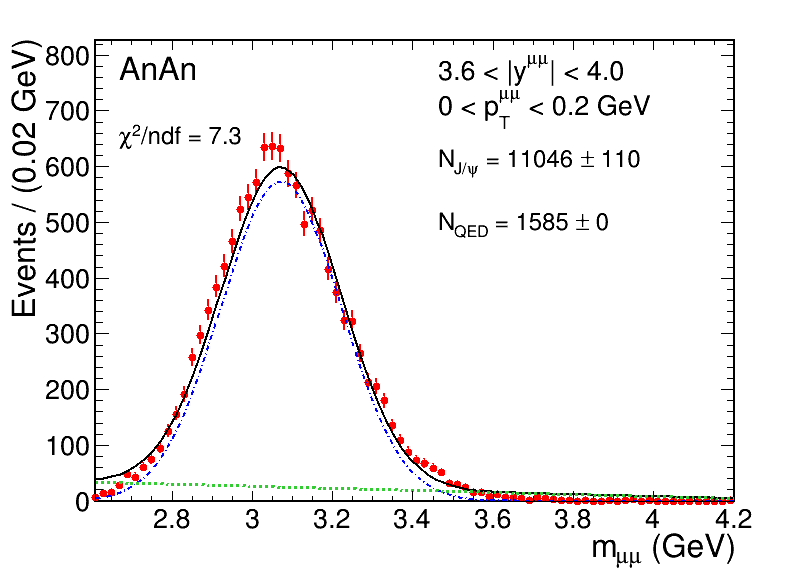 AnAn
3.6 < |y^μμ| < 4.0
0 < p_T^μμ < 0.2 GeV
χ²/ndf = 7.3
N_J/ψ = 11046 ± 110
N_QED = 1585 ± 0
Events / (0.02 GeV)
800
700
600
500
400
300
200
100
0
2.8 3 3.2 3.4 3.6 3.8 4 4.2
m_μμ (GeV)